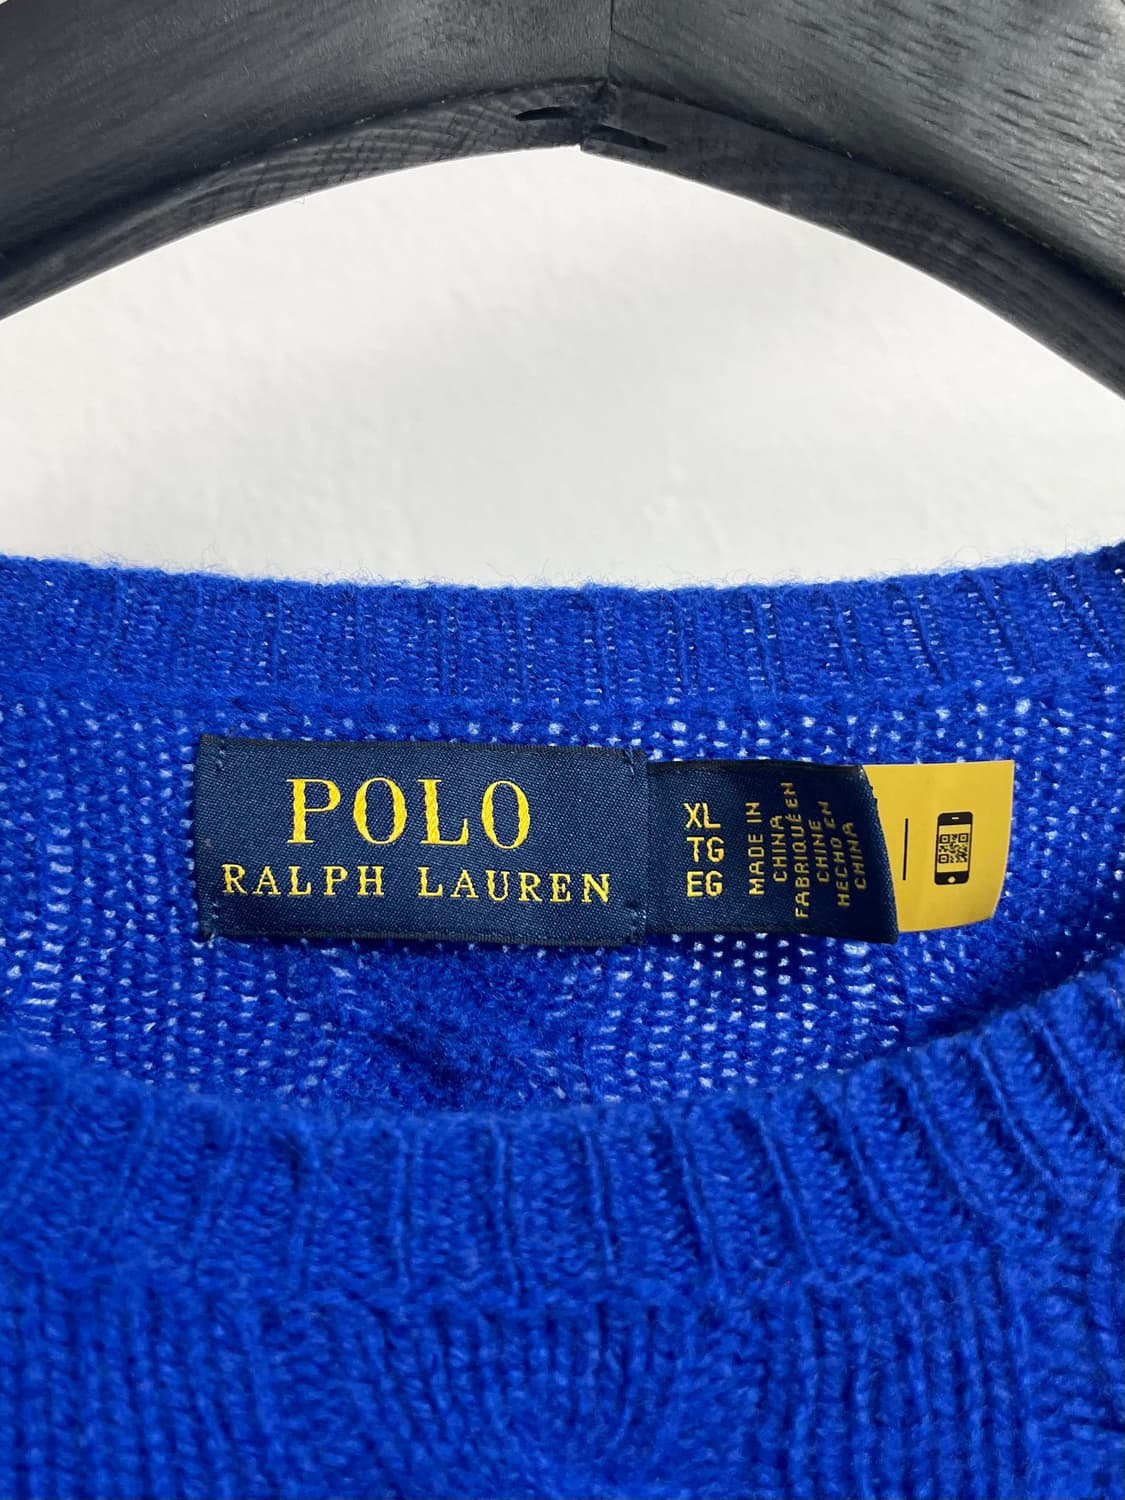 POLO
RALPH LAUREN
XL
TG
EG
MADE IN
CHINA
FABRIQUÉ EN
CHINE
HECHO EN
CHINA